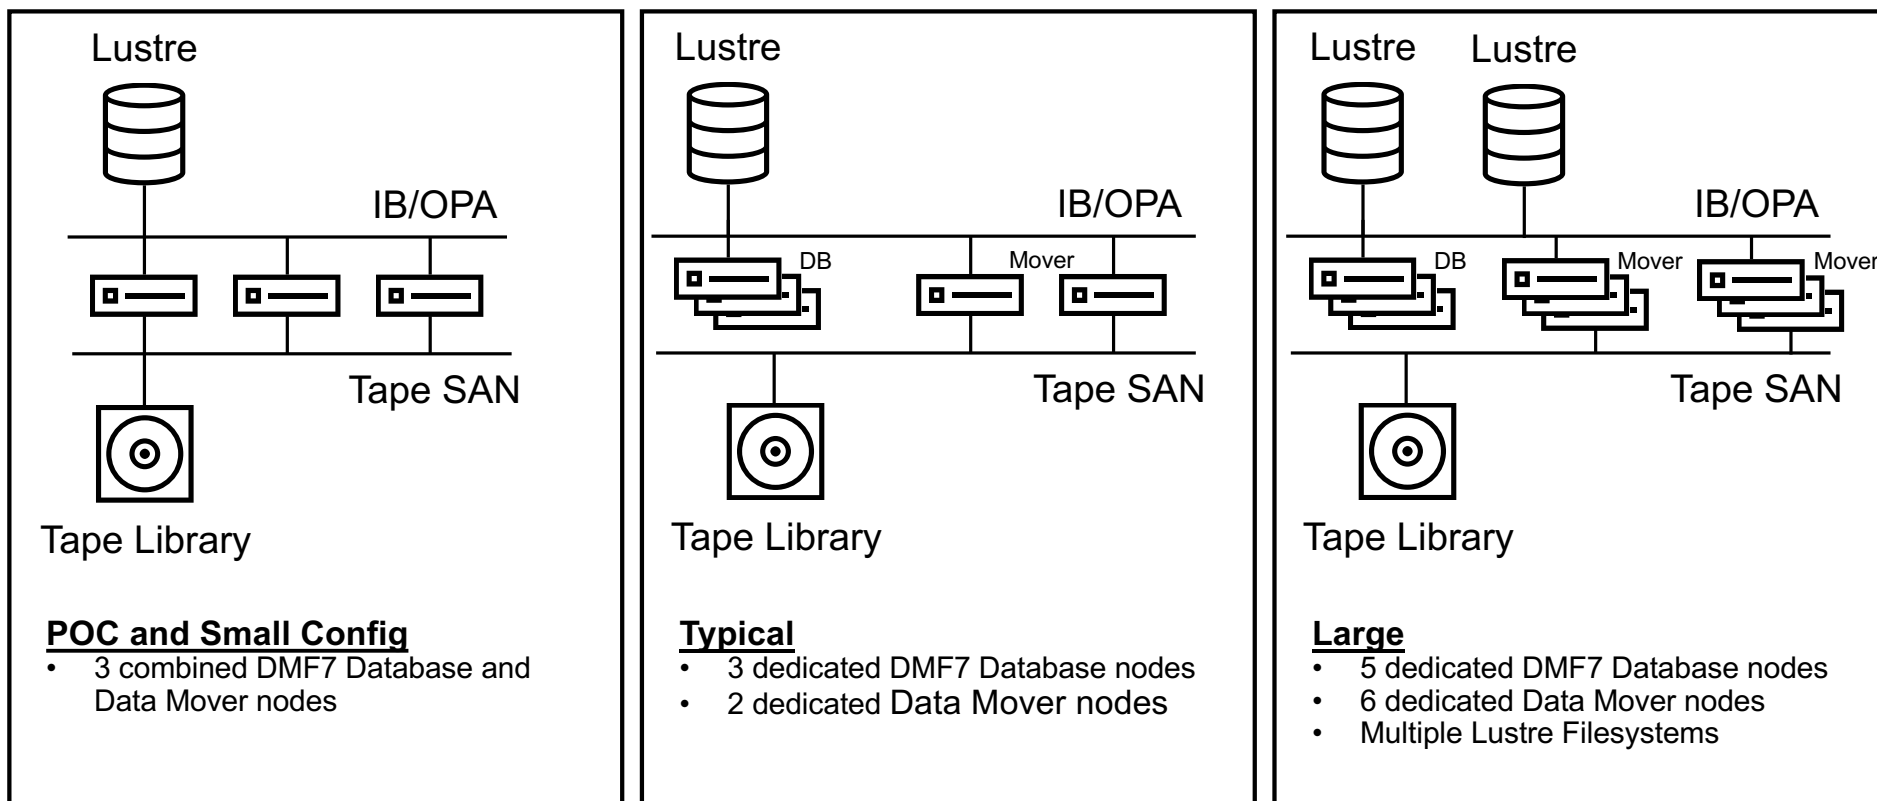 Lustre
IB/OPA
Tape SAN
Tape Library
POC and Small Config
• 3 combined DMF7 Database and
Data Mover nodes
Lustre
IB/OPA
DB
Mover
Tape SAN
Tape Library
Typical
• 3 dedicated DMF7 Database nodes
• 2 dedicated Data Mover nodes
Lustre
Lustre
IB/OPA
DB
Mover
Mover
Tape SAN
Tape Library
Large
• 5 dedicated DMF7 Database nodes
• 6 dedicated Data Mover nodes
• Multiple Lustre Filesystems